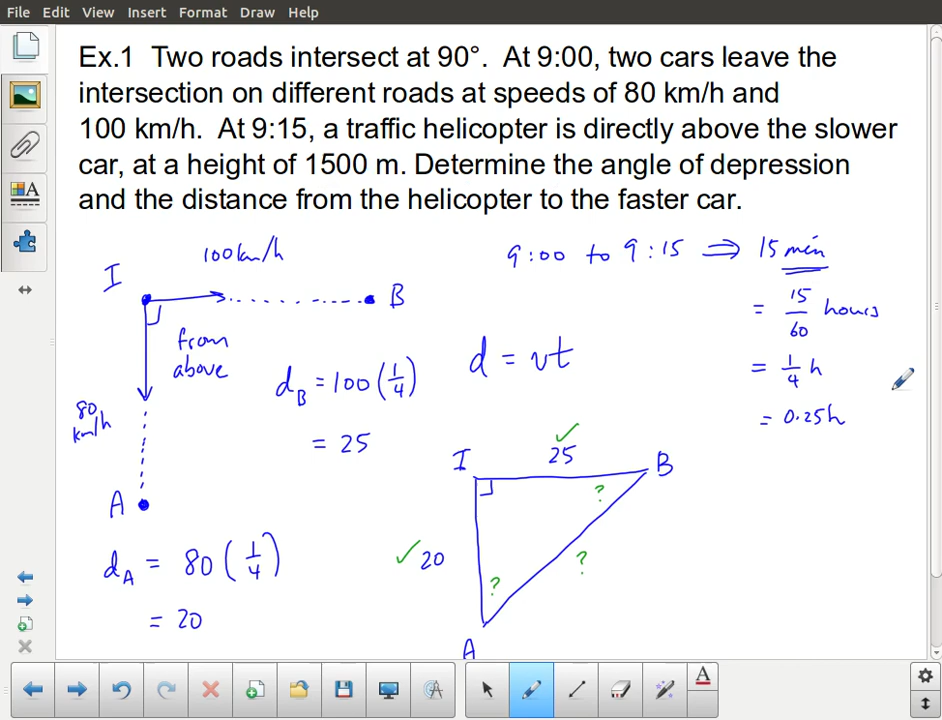 File Edit View Insert Format Draw Help
Ex.1 Two roads intersect at 90°. At 9:00, two cars leave the
intersection on different roads at speeds of 80 km/h and
100 km/h. At 9:15, a traffic helicopter is directly above the slower
car, at a height of 1500 m. Determine the angle of depression
and the distance from the helicopter to the faster car.
100km/h
9:00 to 9:15 ⇒ 15 min
I
B
= 15/60 hours
from
above
d = vt
= 1/4 h
d_B = 100(1/4)
80
km/h
= 0.25h
= 25
✓
I 25 B
?
A
✓20
?
?
d_A = 80(1/4)
= 20
A
A